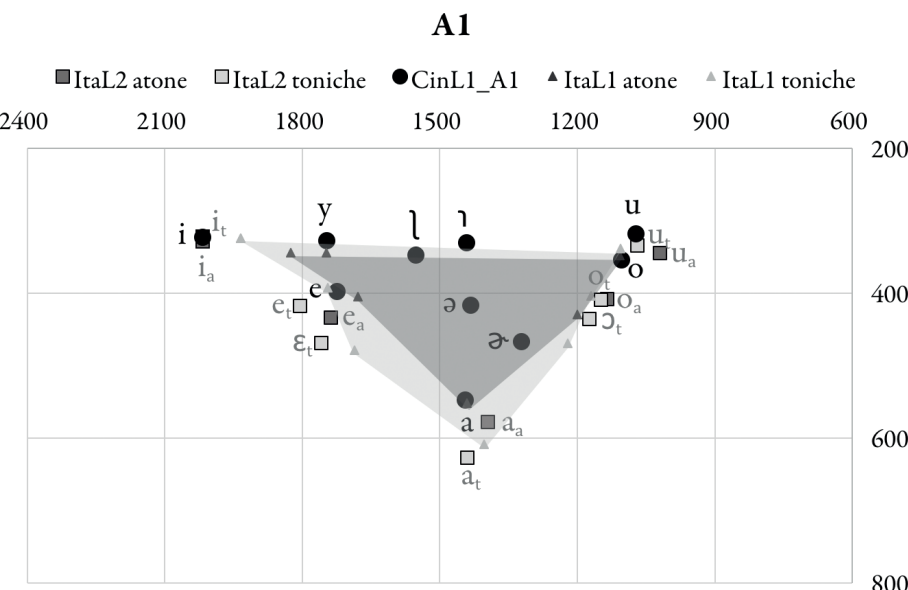 A1
ItaL2 atone ItaL2 toniche CinL1_A1 ItaL1 atone ItaL1 toniche
2400 2100 1800 1500 1200 900 600
200
y ʅ ɿ u
i iₜ uₜ
iₐ o uₐ
oₜ
e 400
eₜ eₐ ə oₐ
ɔₜ
ɛₜ ɚ
a aₐ
600
aₜ
800